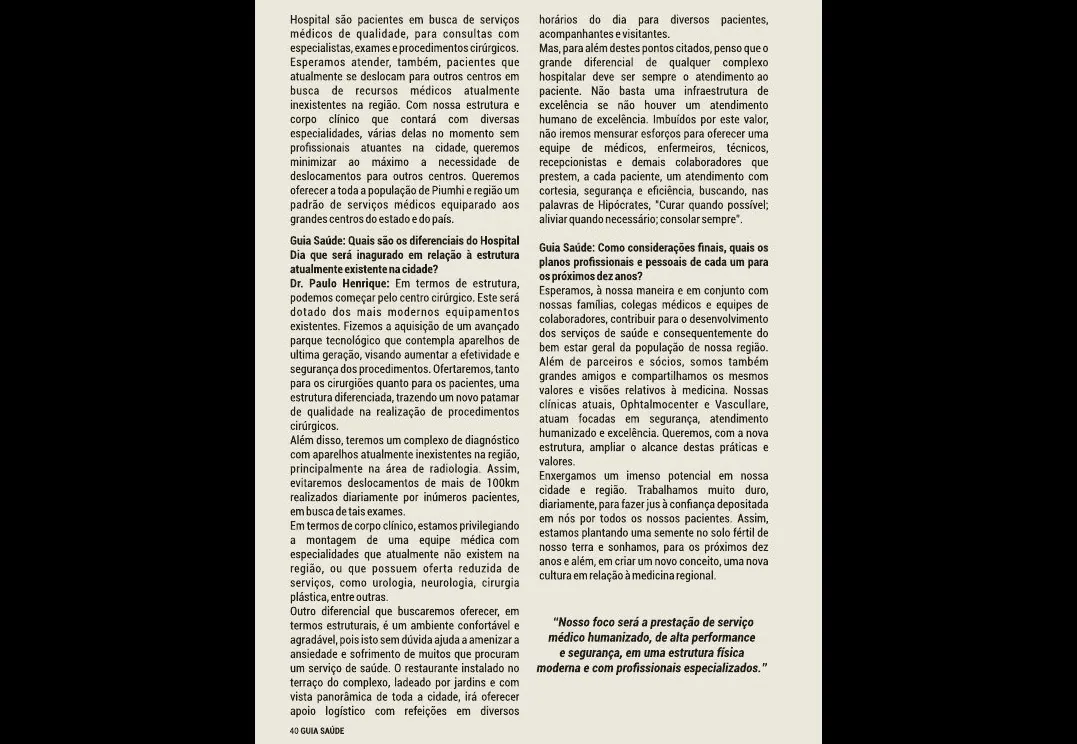 Hospital são pacientes em busca de serviços
médicos de qualidade, para consultas com
especialistas, exames e procedimentos cirúrgicos.
Esperamos atender, também, pacientes que
atualmente se deslocam para outros centros em
busca de recursos médicos atualmente
inexistentes na região. Com nossa estrutura e
corpo clínico que contará com diversas
especialidades, várias delas no momento sem
profissionais atuantes na cidade, queremos
minimizar ao máximo a necessidade de
deslocamentos para outros centros. Queremos
oferecer a toda a população de Piumhi e região um
padrão de serviços médicos equiparado aos
grandes centros do estado e do país.
Guia Saúde: Quais são os diferenciais do Hospital
Dia que será inagurado em relação à estrutura
atualmente existente na cidade?
Dr. Paulo Henrique: Em termos de estrutura,
podemos começar pelo centro cirúrgico. Este será
dotado dos mais modernos equipamentos
existentes. Fizemos a aquisição de um avançado
parque tecnológico que contempla aparelhos de
ultima geração, visando aumentar a efetividade e
segurança dos procedimentos. Ofertaremos, tanto
para os cirurgiões quanto para os pacientes, uma
estrutura diferenciada, trazendo um novo patamar
de qualidade na realização de procedimentos
cirúrgicos.
Além disso, teremos um complexo de diagnóstico
com aparelhos atualmente inexistentes na região,
principalmente na área de radiologia. Assim,
evitaremos deslocamentos de mais de 100km
realizados diariamente por inúmeros pacientes,
em busca de tais exames.
Em termos de corpo clínico, estamos privilegiando
a montagem de uma equipe médica com
especialidades que atualmente não existem na
região, ou que possuem oferta reduzida de
serviços, como urologia, neurologia, cirurgia
plástica, entre outras.
Outro diferencial que buscaremos oferecer, em
termos estruturais, é um ambiente confortável e
agradável, pois isto sem dúvida ajuda a amenizar a
ansiedade e sofrimento de muitos que procuram
um serviço de saúde. O restaurante instalado no
terraço do complexo, ladeado por jardins e com
vista panorâmica de toda a cidade, irá oferecer
apoio logístico com refeições em diversos
horários do dia para diversos pacientes,
acompanhantes e visitantes.
Mas, para além destes pontos citados, penso que o
grande diferencial de qualquer complexo
hospitalar deve ser sempre o atendimento ao
paciente. Não basta uma infraestrutura de
excelência se não houver um atendimento
humano de excelência. Imbuídos por este valor,
não iremos mensurar esforços para oferecer uma
equipe de médicos, enfermeiros, técnicos,
recepcionistas e demais colaboradores que
prestem, a cada paciente, um atendimento com
cortesia, segurança e eficiência, buscando, nas
palavras de Hipócrates, "Curar quando possível;
aliviar quando necessário; consolar sempre".
Guia Saúde: Como considerações finais, quais os
planos profissionais e pessoais de cada um para
os próximos dez anos?
Esperamos, à nossa maneira e em conjunto com
nossas famílias, colegas médicos e equipes de
colaboradores, contribuir para o desenvolvimento
dos serviços de saúde e consequentemente do
bem estar geral da população de nossa região.
Além de parceiros e sócios, somos também
grandes amigos e compartilhamos os mesmos
valores e visões relativos à medicina. Nossas
clínicas atuais, Ophtalmocenter e Vascullare,
atuam focadas em segurança, atendimento
humanizado e excelência. Queremos, com a nova
estrutura, ampliar o alcance destas práticas e
valores.
Enxergamos um imenso potencial em nossa
cidade e região. Trabalhamos muito duro,
diariamente, para fazer jus à confiança depositada
em nós por todos os nossos pacientes. Assim,
estamos plantando uma semente no solo fértil de
nosso terra e sonhamos, para os próximos dez
anos e além, em criar um novo conceito, uma nova
cultura em relação à medicina regional.
"Nosso foco será a prestação de serviço
médico humanizado, de alta performance
e segurança, em uma estrutura física
moderna e com profissionais especializados."
40 GUIA SAÚDE